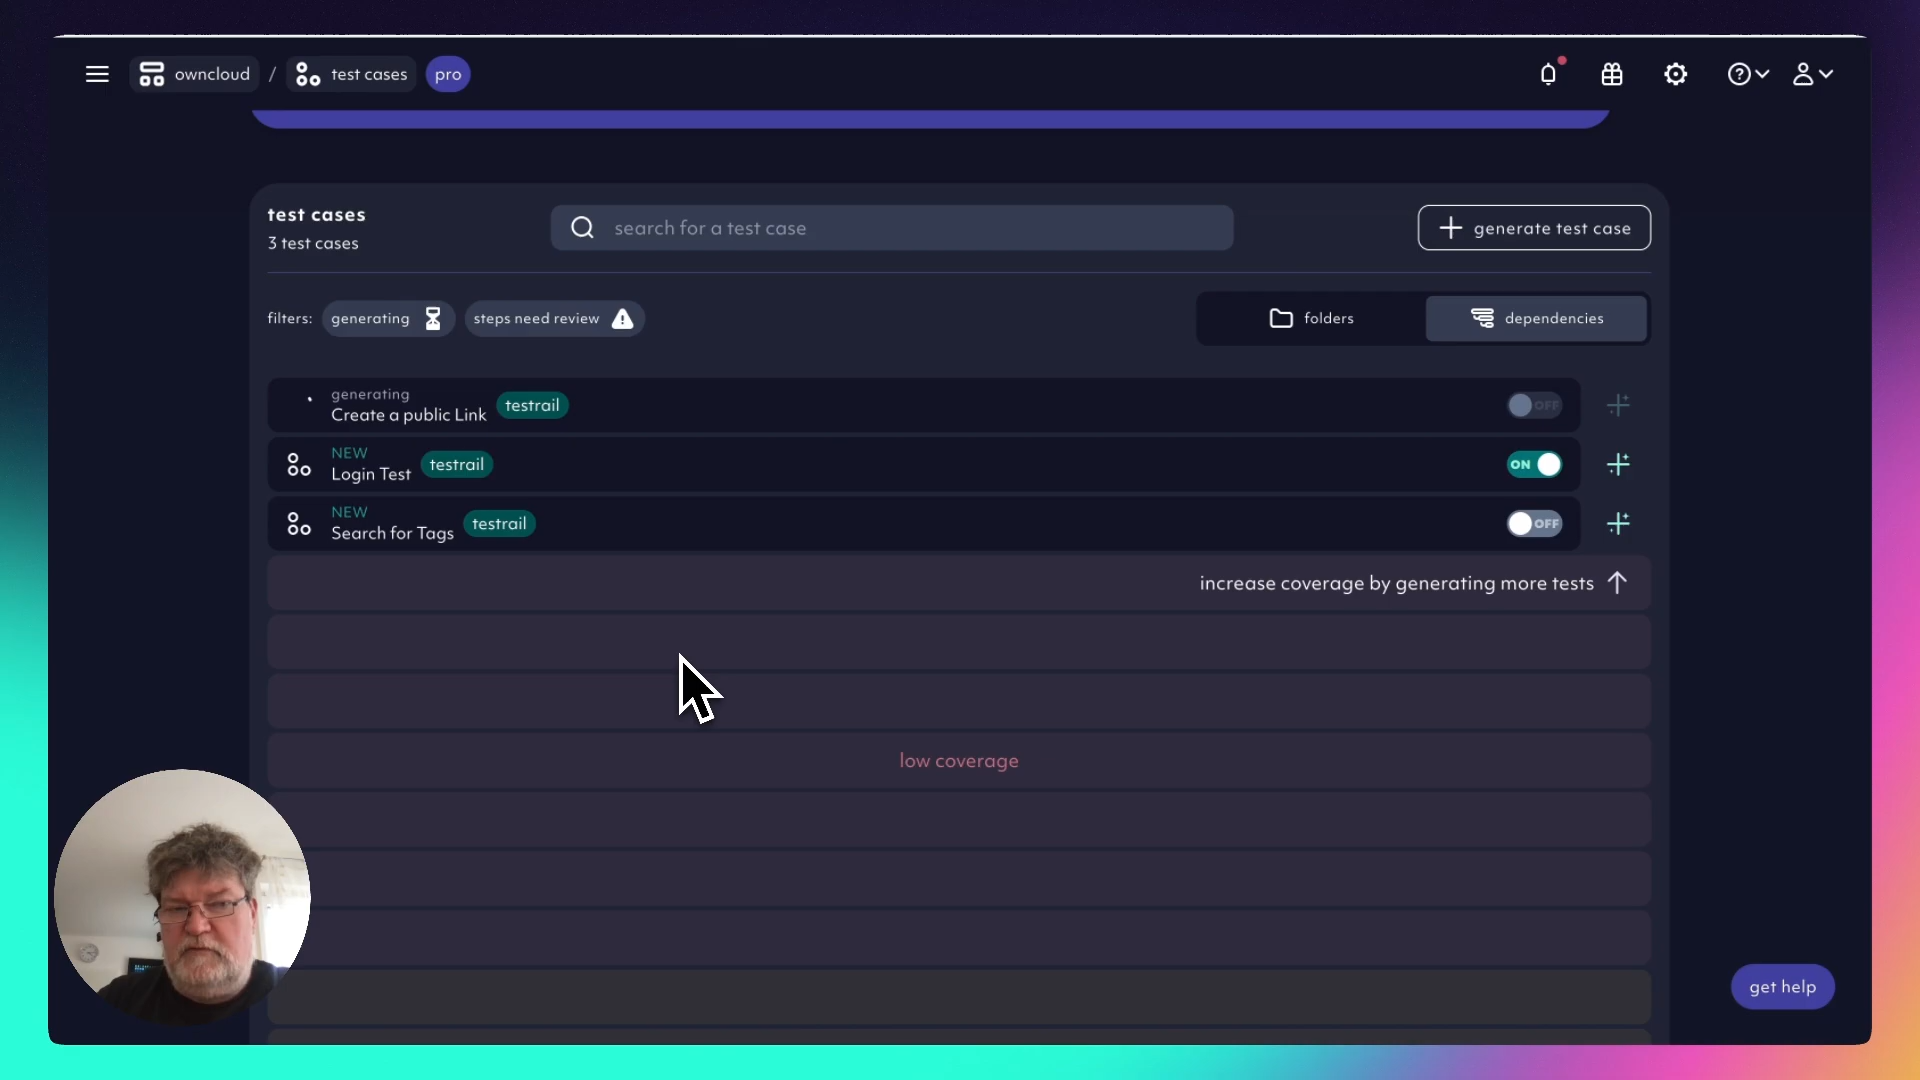 owncloud / test cases pro
test cases
3 test cases
search for a test case
generate test case
filters: generating steps need review
folders
dependencies
generating
Create a public Link
testrail
OFF
NEW
Login Test
testrail
ON
NEW
Search for Tags
testrail
OFF
increase coverage by generating more tests
low coverage
get help